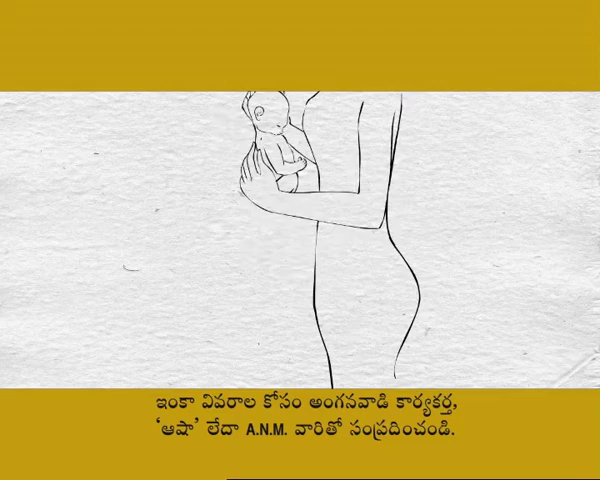 ఇంకా వివరాల కోసం అంగనవాడి కార్యకర్త,
‘ఆషా’ లేదా A.N.M. వారితో సంప్రదించండి.